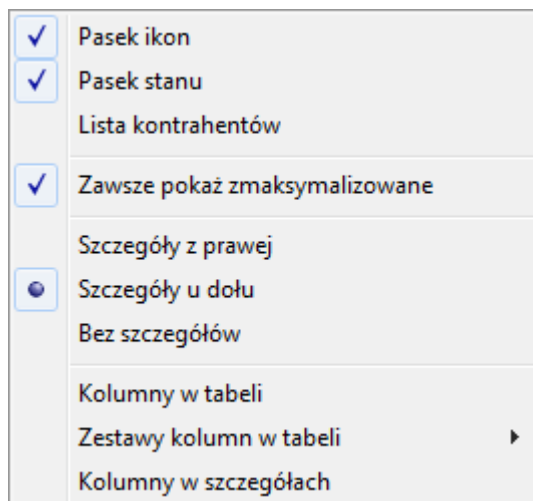 Pasek ikon
Pasek stanu
Lista kontrahentów
Zawsze pokaż zmaksymalizowane
Szczegóły z prawej
Szczegóły u dołu
Bez szczegółów
Kolumny w tabeli
Zestawy kolumn w tabeli
Kolumny w szczegółach